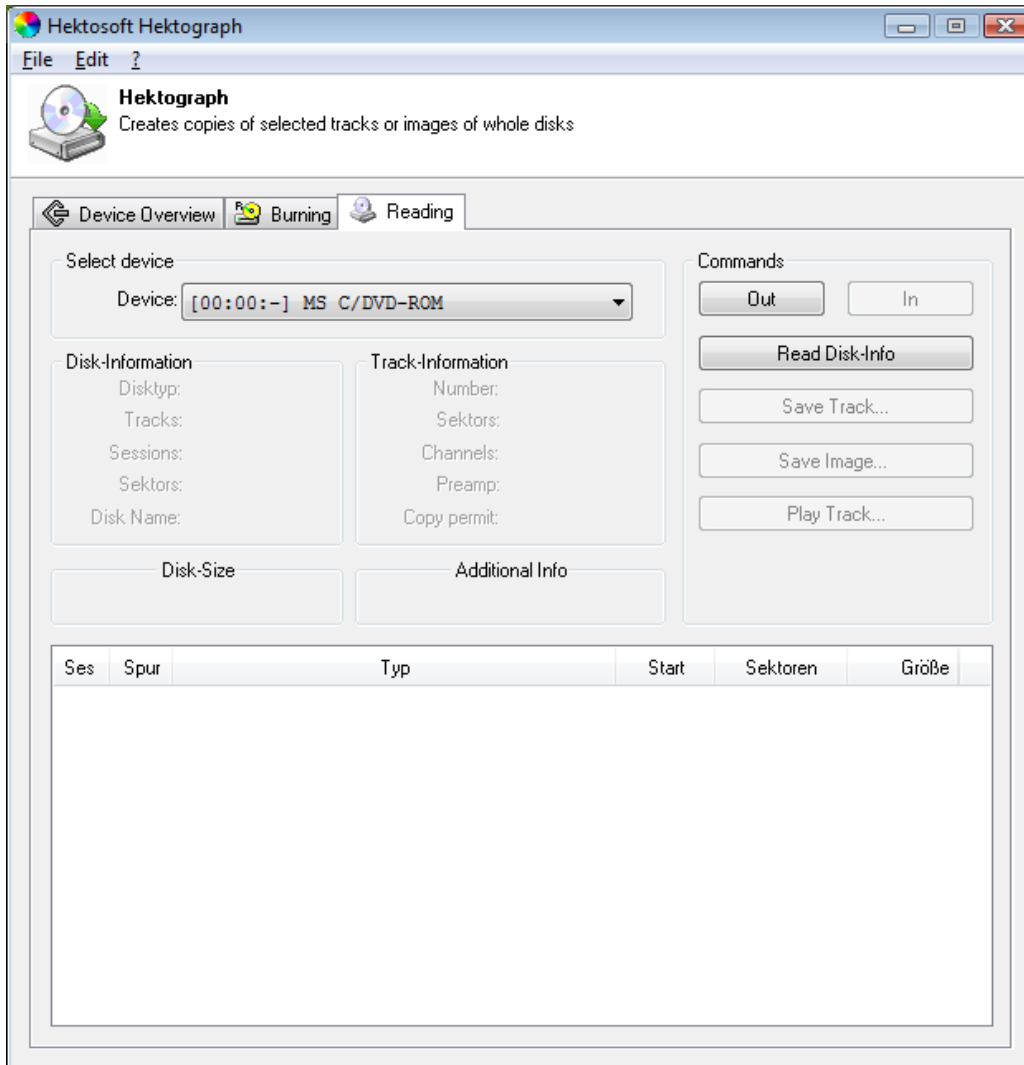 Hektosoft Hektograph
File Edit ?
Hektograph
Creates copies of selected tracks or images of whole disks
Device Overview Burning Reading
Select device
Device: [00:00:-] MS C/DVD-ROM
Commands
Out In
Read Disk-Info
Save Track...
Save Image...
Play Track...
Disk-Information
Disktyp:
Tracks:
Sessions:
Sektors:
Disk Name:
Track-Information
Number:
Sektors:
Channels:
Preamp:
Copy permit:
Disk-Size
Additional Info
Ses Spur Typ Start Sektoren Größe